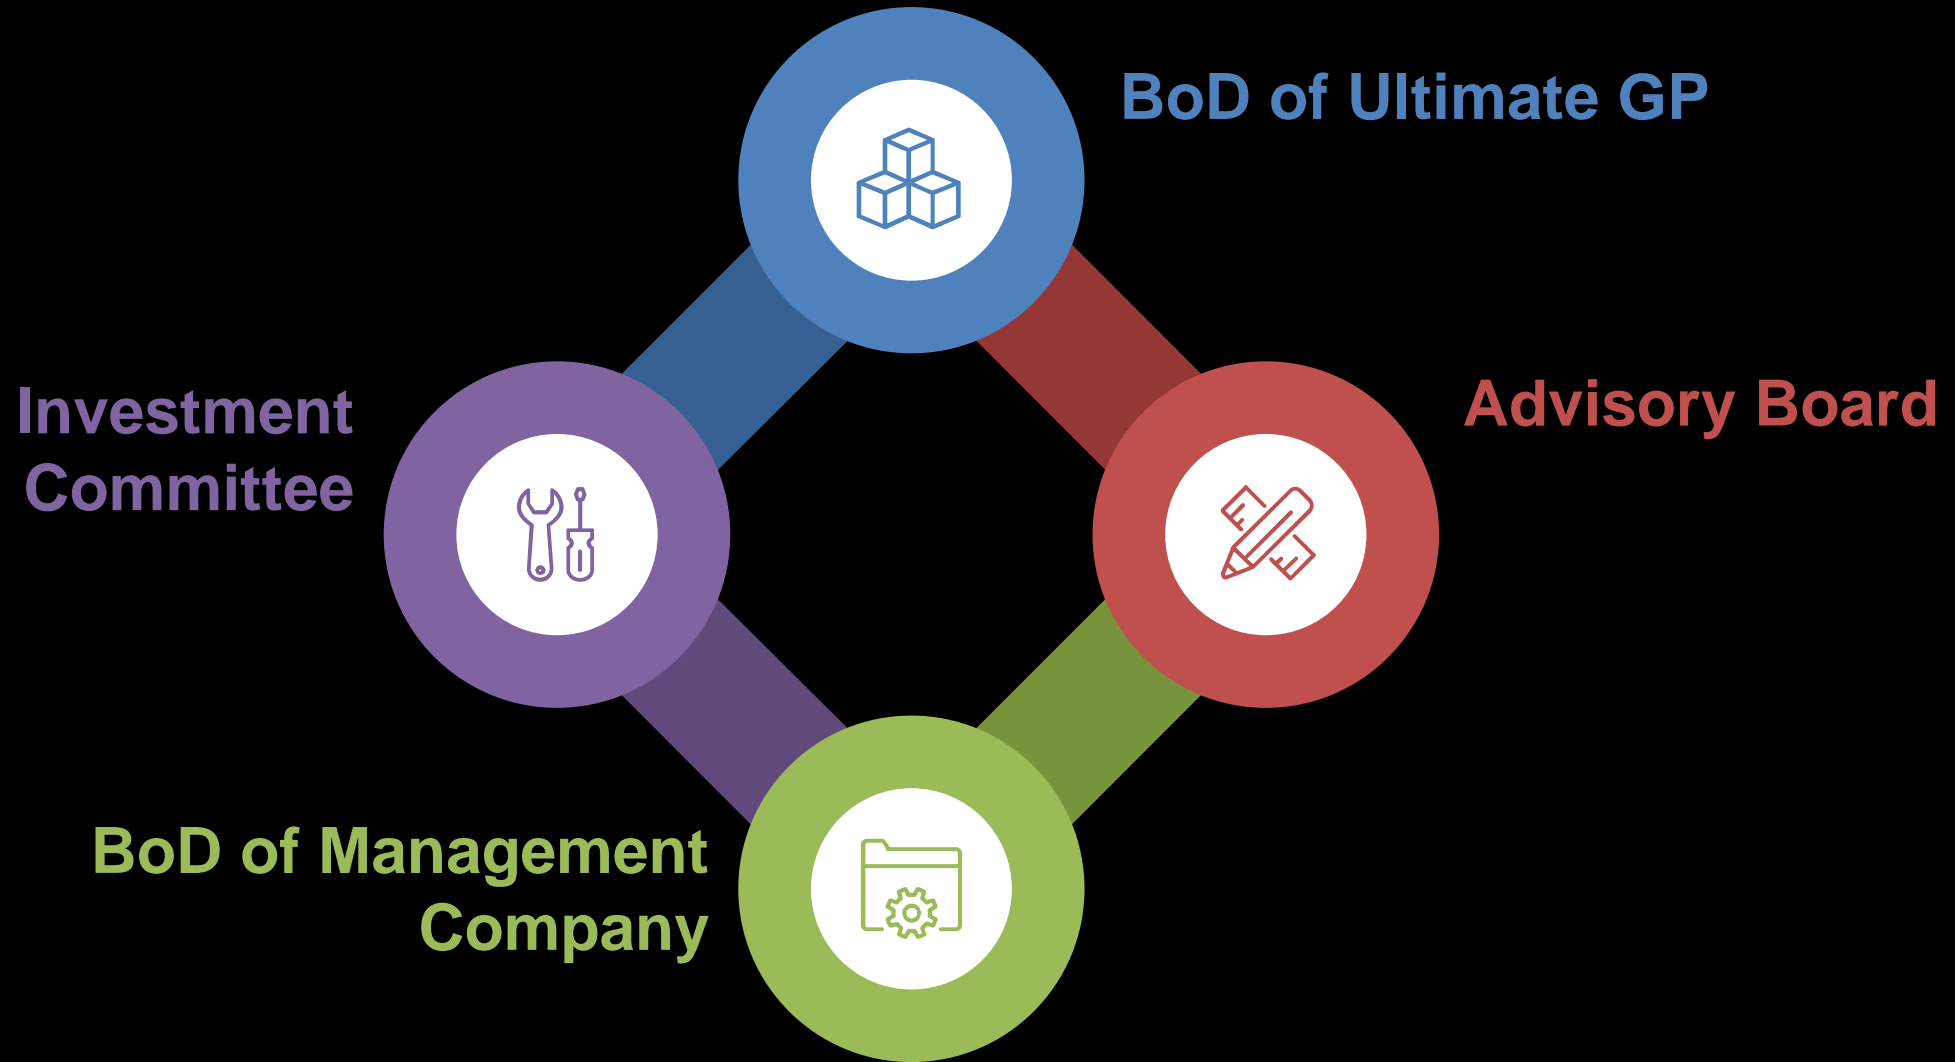 BoD of Ultimate GP
Advisory Board
Investment
Committee
BoD of Management
Company